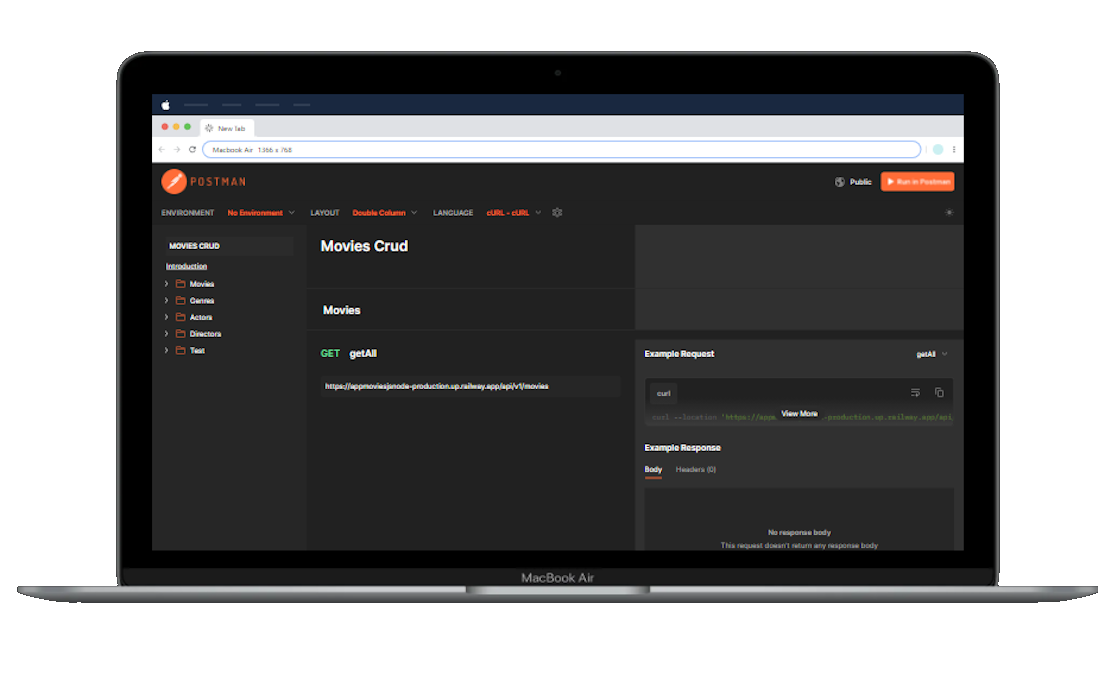 New tab
Macbook Air 1366 x 768
POSTMAN
Public
Run in Postman
ENVIRONMENT No Environment LAYOUT Double Column LANGUAGE cURL - cURL
MOVIES CRUD
Introduction
Movies
Genres
Actors
Directors
Test
Movies Crud
Movies
GET getAll
https://appmoviesjsnode-production.up.railway.app/api/v1/movies
Example Request
getAll
curl
curl --location 'https://appm
View More
-production.up.railway.app/api
Example Response
Body Headers (0)
No response body
This request doesn't return any response body
MacBook Air